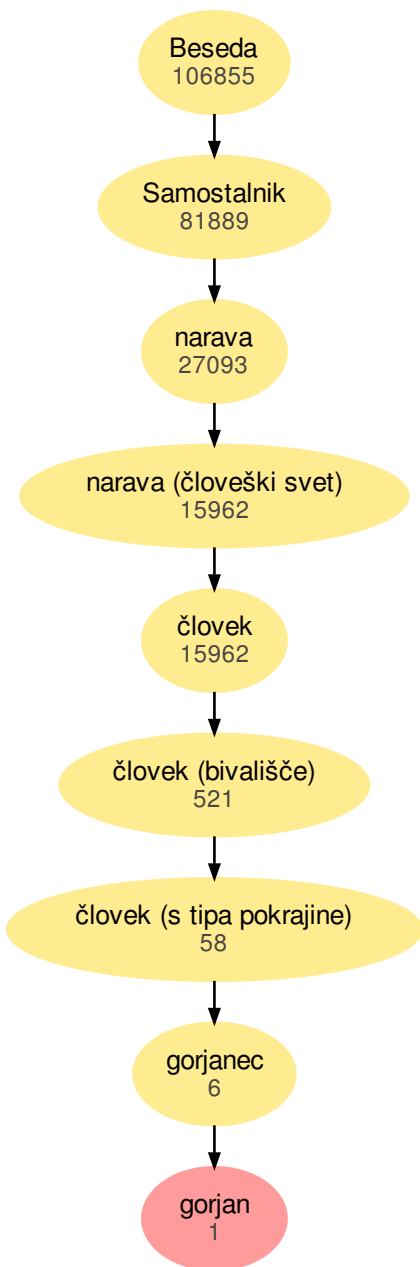 Beseda
106855
Samostalnik
81889
narava
27093
narava (človeški svet)
15962
človek
15962
človek (bivališče)
521
človek (s tipa pokrajine)
58
gorjanec
6
gorjan
1